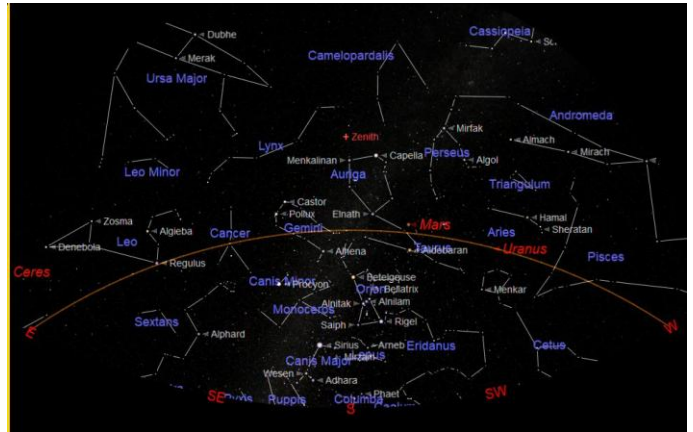 Cassiopeia
Dubhe
Camelopardalis
Merak
Ursa Major
Andromeda
Mirfak
Zenith
Almach
Lynx
Perseus
Mirach
Menkalinan
Capella
Algol
Leo Minor
Auriga
Triangulum
Castor
Pollux
Elnath
Hamal
Zosma
Mars
Gemini
Algieba
Cancer
Aries
Sheratan
Leo
Denebola
Taurus
Uranus
Alhena
Aldebaran
Pisces
Regulus
Ceres
Betelgeuse
Canis Minor
Procyon
Orion
Bellatrix
Menkar
Alnitak
Alnilam
Monoceros
Sextans
Rigel
Saiph
E
W
Alphard
Sirius
Arneb
Eridanus
Cetus
Canis Major
Mirzam
Wesen
Adhara
Phaet
SW
SE
Puppis
Columba
S